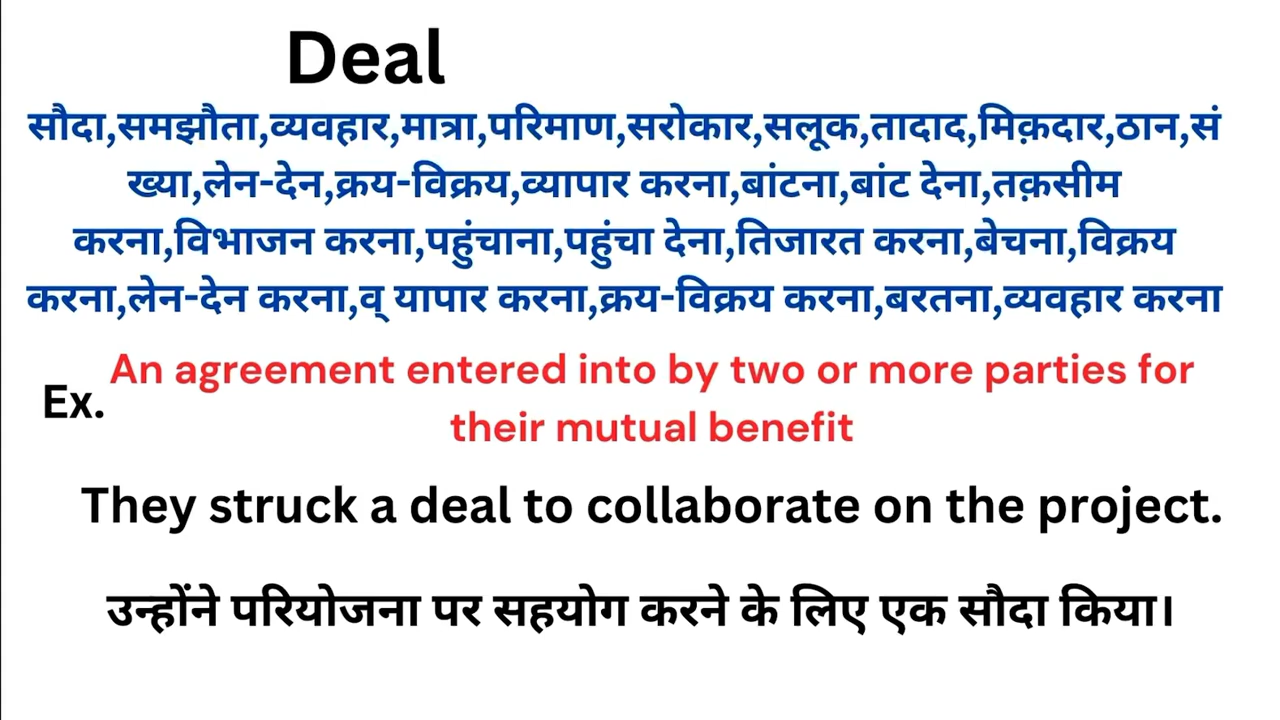 Deal
सौदा,समझौता,व्यवहार,मात्रा,परिमाण,सरोकार,सलूक,तादाद,मिक़दार,ठान,सं
ख्या,लेन-देन,क्रय-विक्रय,व्यापार करना,बांटना,बांट देना,तक़सीम
करना,विभाजन करना,पहुंचाना,पहुंचा देना,तिजारत करना,बेचना,विक्रय
करना,लेन-देन करना,व् यापार करना,क्रय-विक्रय करना,बरतना,व्यवहार करना
An agreement entered into by two or more parties for
Ex.
their mutual benefit
They struck a deal to collaborate on the project.
उन्होंने परियोजना पर सहयोग करने के लिए एक सौदा किया।